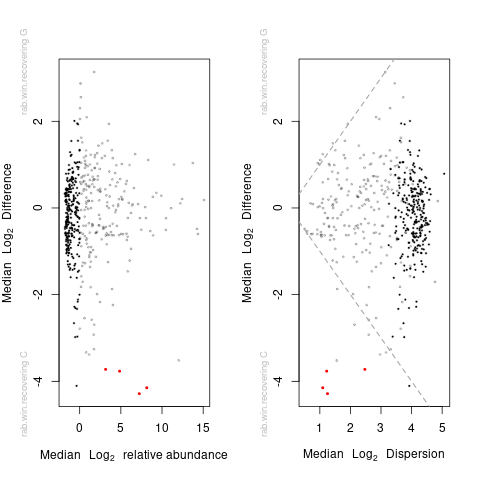 rab.win.recovering G
rab.win.recovering C
Median Log2 Difference
2
0
-2
-4
0 5 10 15
Median Log2 relative abundance
rab.win.recovering G
rab.win.recovering C
Median Log2 Difference
2
0
-2
-4
1 2 3 4 5
Median Log2 Dispersion